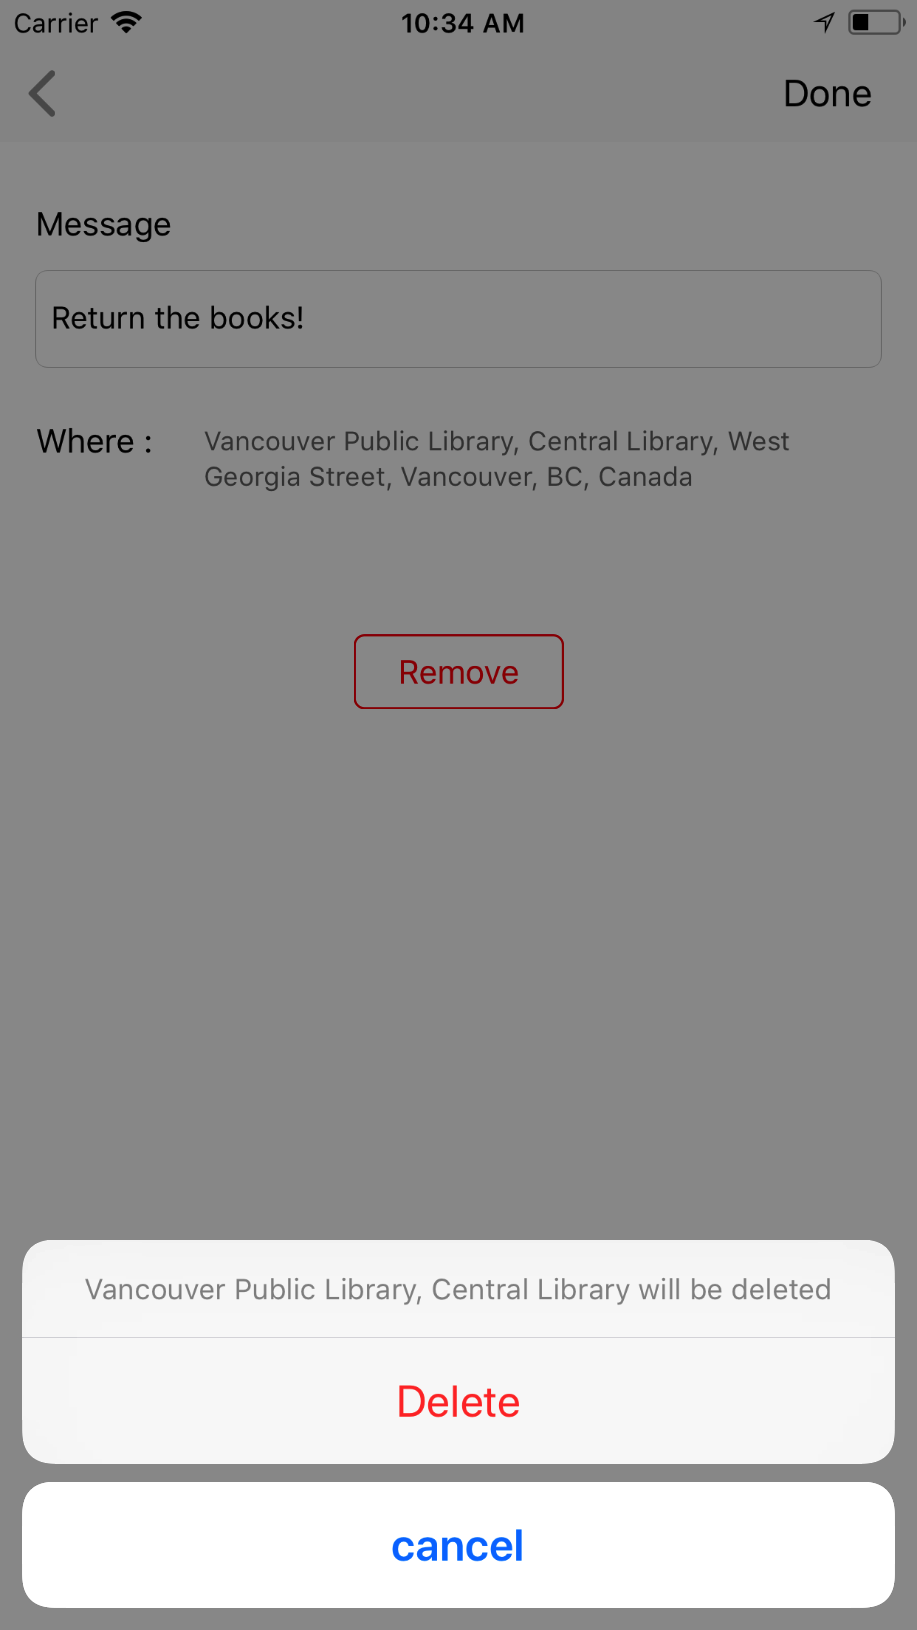 Carrier 10:34 AM
Done
Message
Return the books!
Where : Vancouver Public Library, Central Library, West
Georgia Street, Vancouver, BC, Canada
Remove
Vancouver Public Library, Central Library will be deleted
Delete
cancel